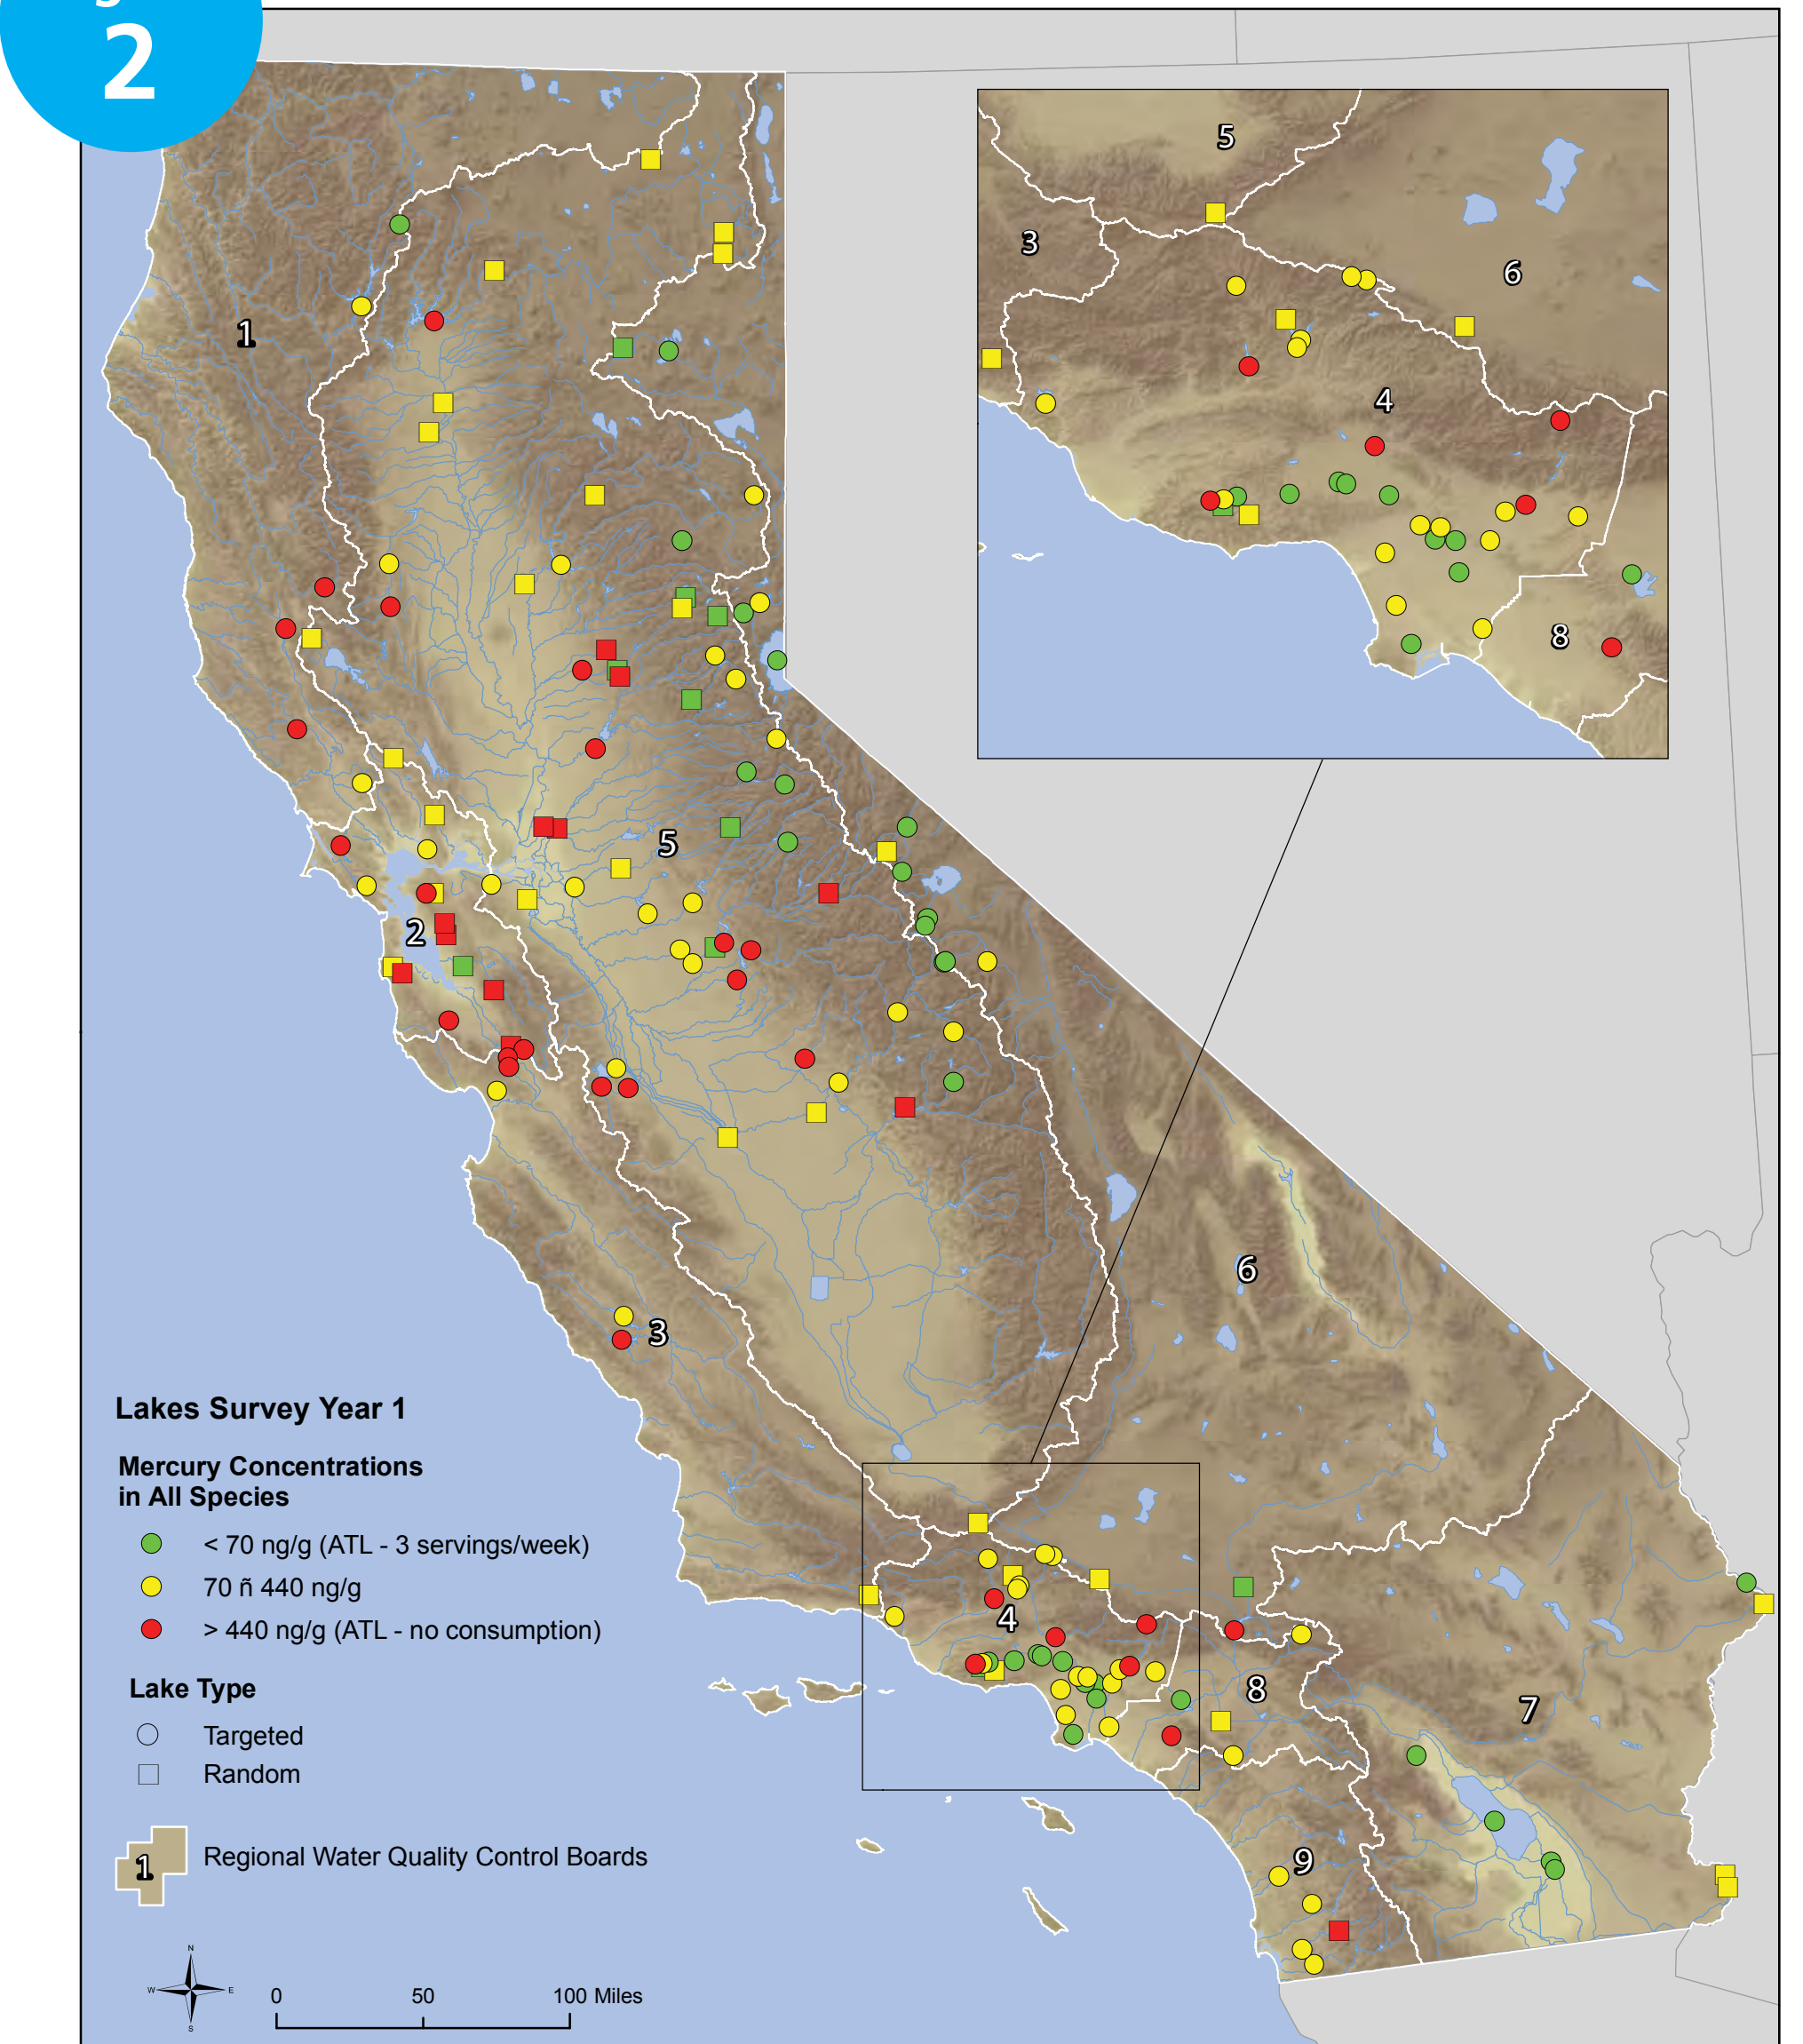 2
5
3
6
4
8
1
5
2
6
3
4
8
7
9
Lakes Survey Year 1
Mercury Concentrations
in All Species
< 70 ng/g (ATL - 3 servings/week)
70 ñ 440 ng/g
> 440 ng/g (ATL - no consumption)
Lake Type
Targeted
Random
1
Regional Water Quality Control Boards
N
W
E
S
0 50 100 Miles